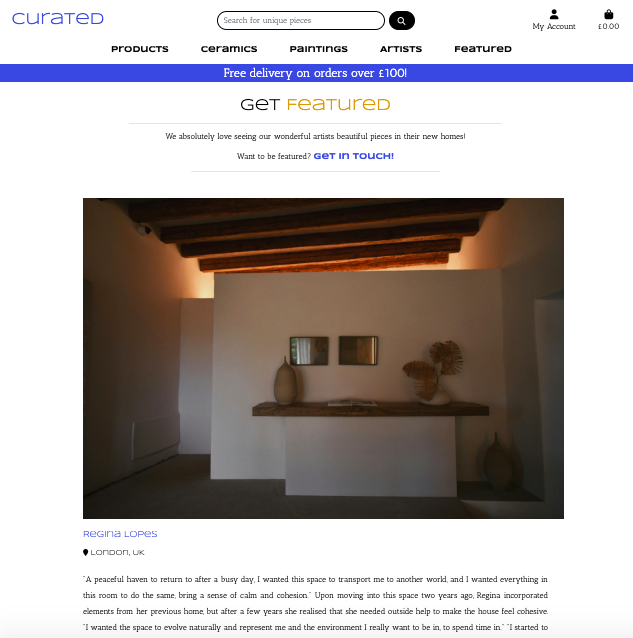 curated
Search for unique pieces
My Account
£0.00
Products
Ceramics
Paintings
Artists
Featured
Free delivery on orders over £100!
Get Featured
We absolutely love seeing our wonderful artists beautiful pieces in their new homes!
Want to be featured? Get in touch!
Regina Lopes
London, UK
"A peaceful haven to return to after a busy day, I wanted this space to transport me to another world, and I wanted everything in
this room to do the same, bring a sense of calm and cohesion." Upon moving into this space two years ago, Regina incorporated
elements from her previous home, but after a few years she realised that she needed outside help to make the house feel cohesive.
"I wanted the space to evolve naturally and represent me and the environment I really want to be in, to spend time in." "I started to